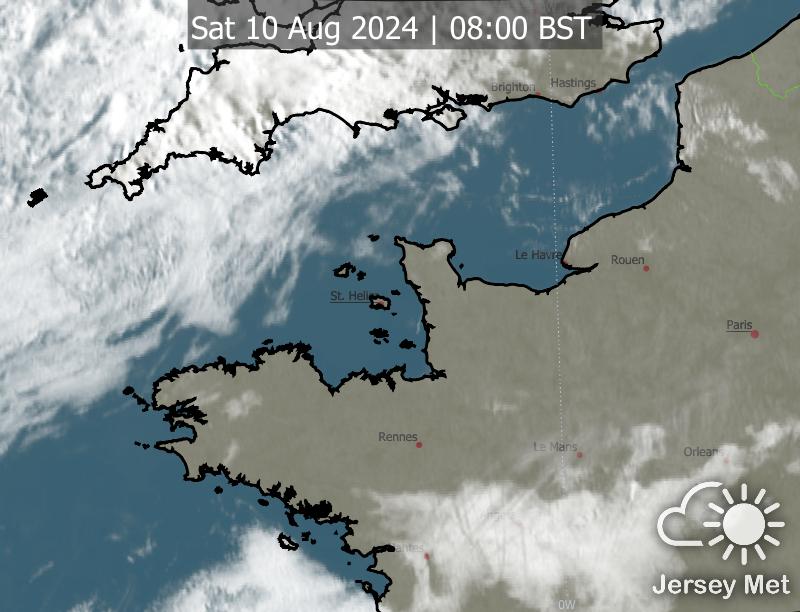 Sat 10 Aug 2024 | 08:00 BST
Brighton
Hastings
Le Havre
Rouen
St. Helier
Paris
Rennes
Le Mans
Orleans
Nantes
Jersey Met
0W